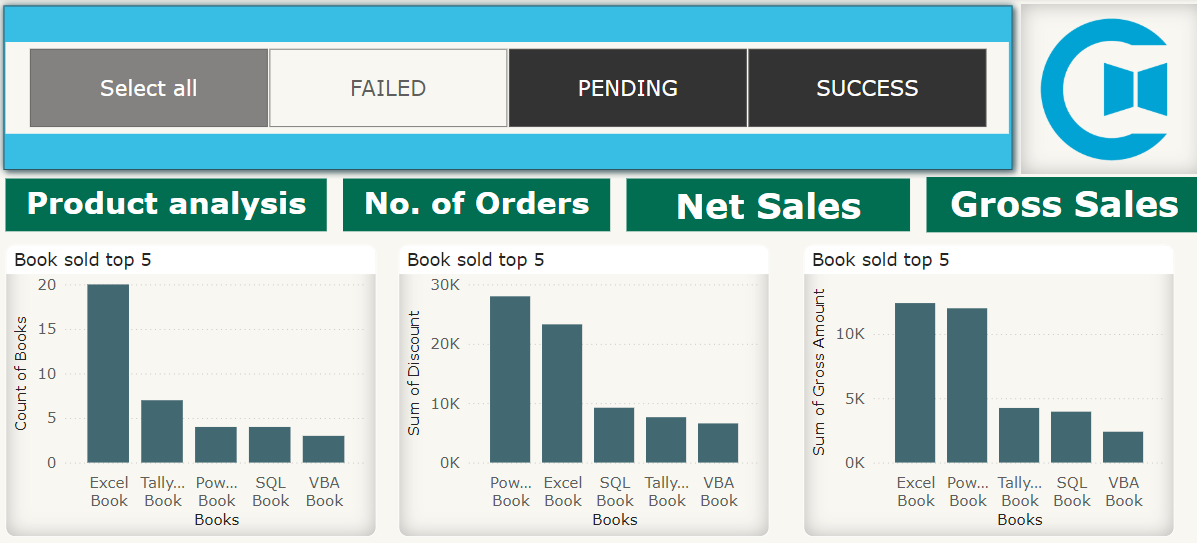 Select all FAILED PENDING SUCCESS
Product analysis No. of Orders Net Sales Gross Sales
Book sold top 5
Count of Books
20
15
10
5
0
Excel Tally... Pow... SQL VBA
Book Book Book Book Book
Books
Book sold top 5
Sum of Discount
30K
20K
10K
0K
Pow... Excel SQL Tally... VBA
Book Book Book Book Book
Books
Book sold top 5
Sum of Gross Amount
10K
5K
0K
Excel Pow... Tally... SQL VBA
Book Book Book Book Book
Books